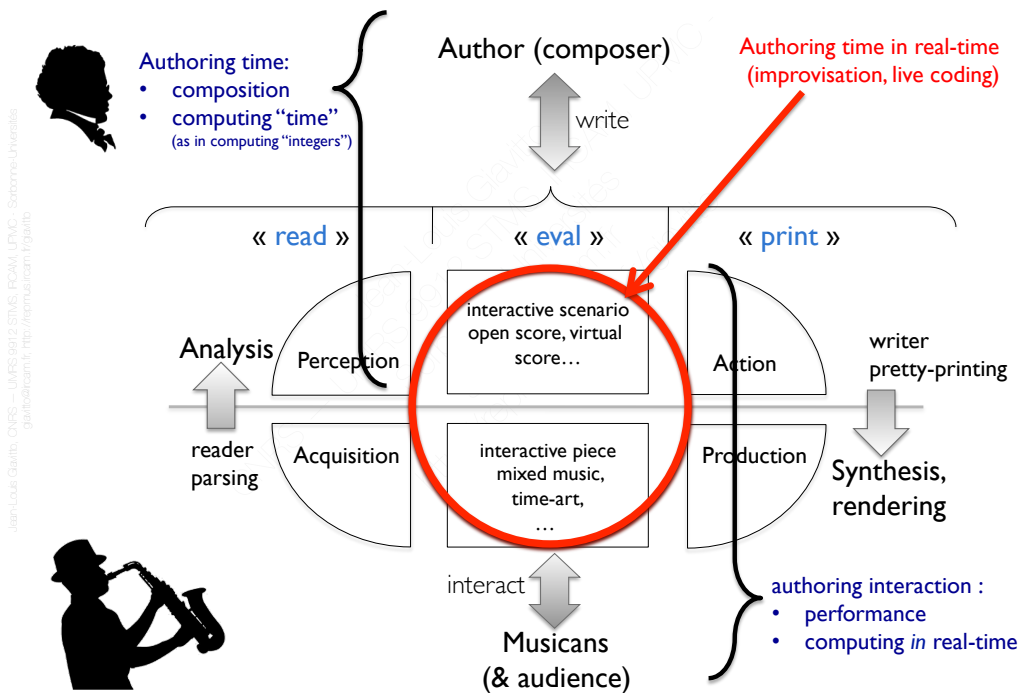 Authoring time:
• composition
• computing “time”
(as in computing “integers”)
Author (composer)
write
Authoring time in real-time
(improvisation, live coding)
« read »
« eval »
« print »
Analysis
reader
parsing
Perception
Acquisition
interactive scenario
open score, virtual
score…
interactive piece
mixed music,
time-art,
…
Action
Production
writer
pretty-printing
Synthesis,
rendering
interact
Musicans
(& audience)
authoring interaction :
• performance
• computing in real-time